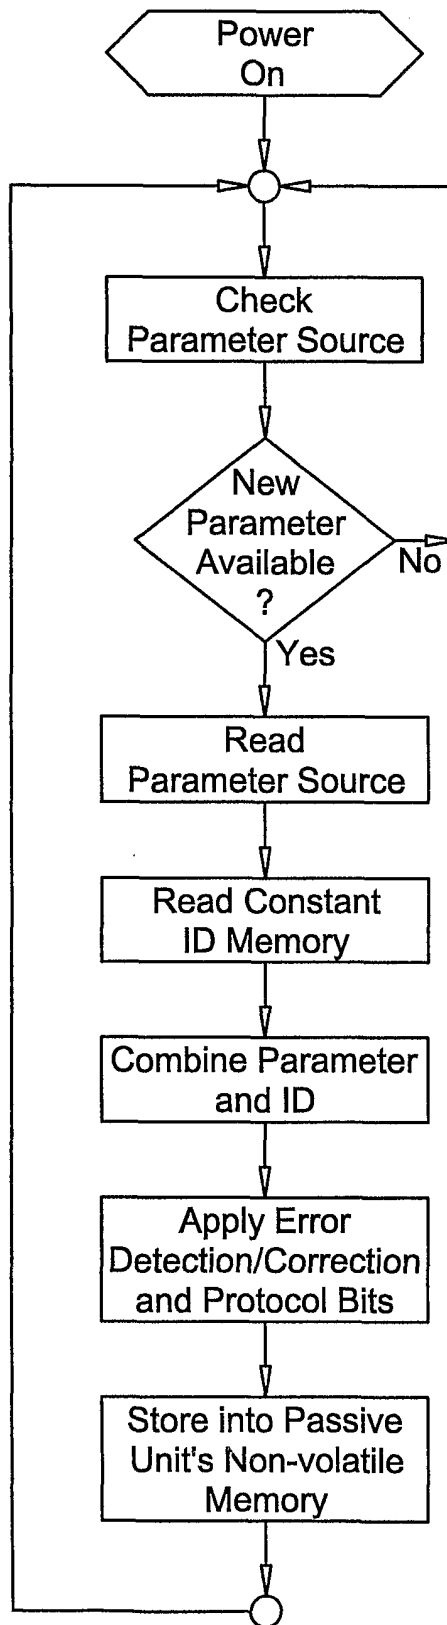 Power
On
Check
Parameter Source
New
Parameter
Available
?
No
Yes
Read
Parameter Source
Read Constant
ID Memory
Combine Parameter
and ID
Apply Error
Detection/Correction
and Protocol Bits
Store into Passive
Unit's Non-volatile
Memory